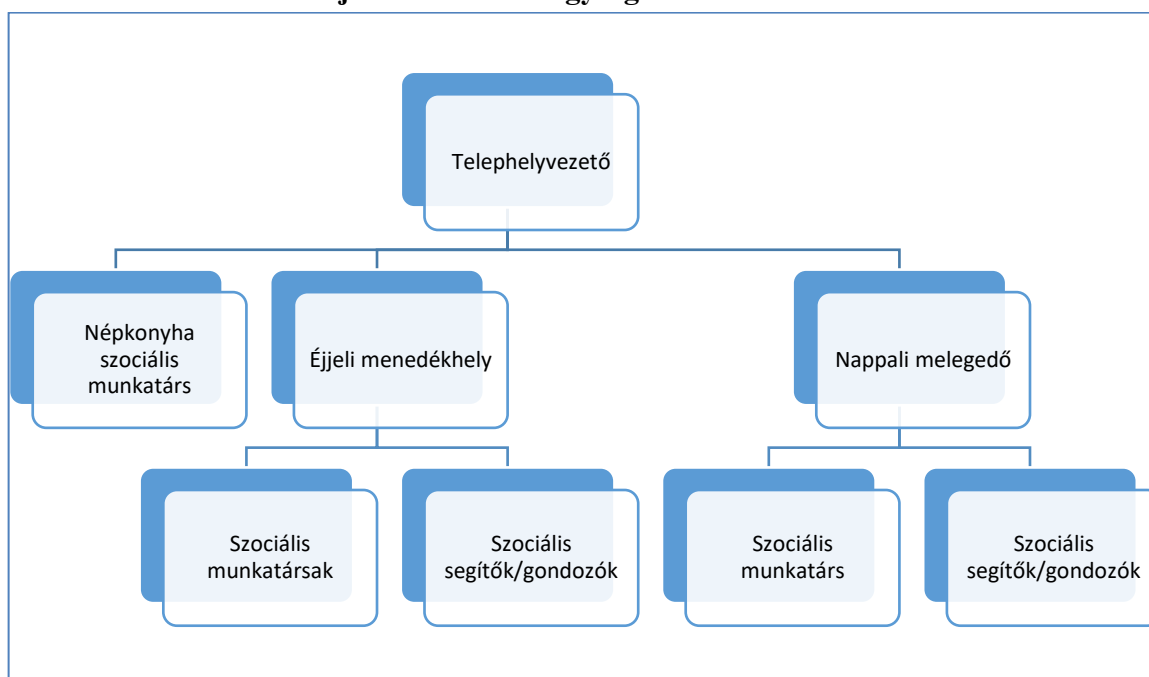 Telephelyvezető
Népkonyha
szociális
munkatárs
Éjjeli menedékhely
Nappali melegedő
Szociális
munkatársak
Szociális
segítők/gondozók
Szociális
munkatárs
Szociális
segítők/gondozók